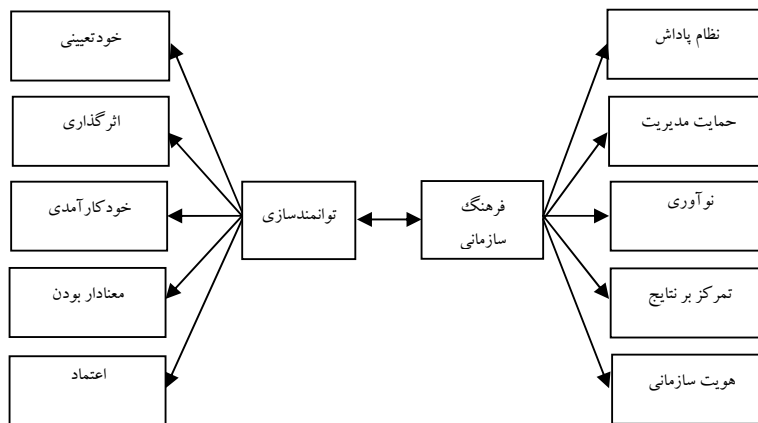 نظام پاداش
حمایت مدیریت
نوآوری
تمرکز بر نتایج
هویت سازمانی
فرهنگ
سازمانی
توانمندسازی
خودتعیینی
اثرگذاری
خودکارآمدی
معنادار بودن
اعتماد